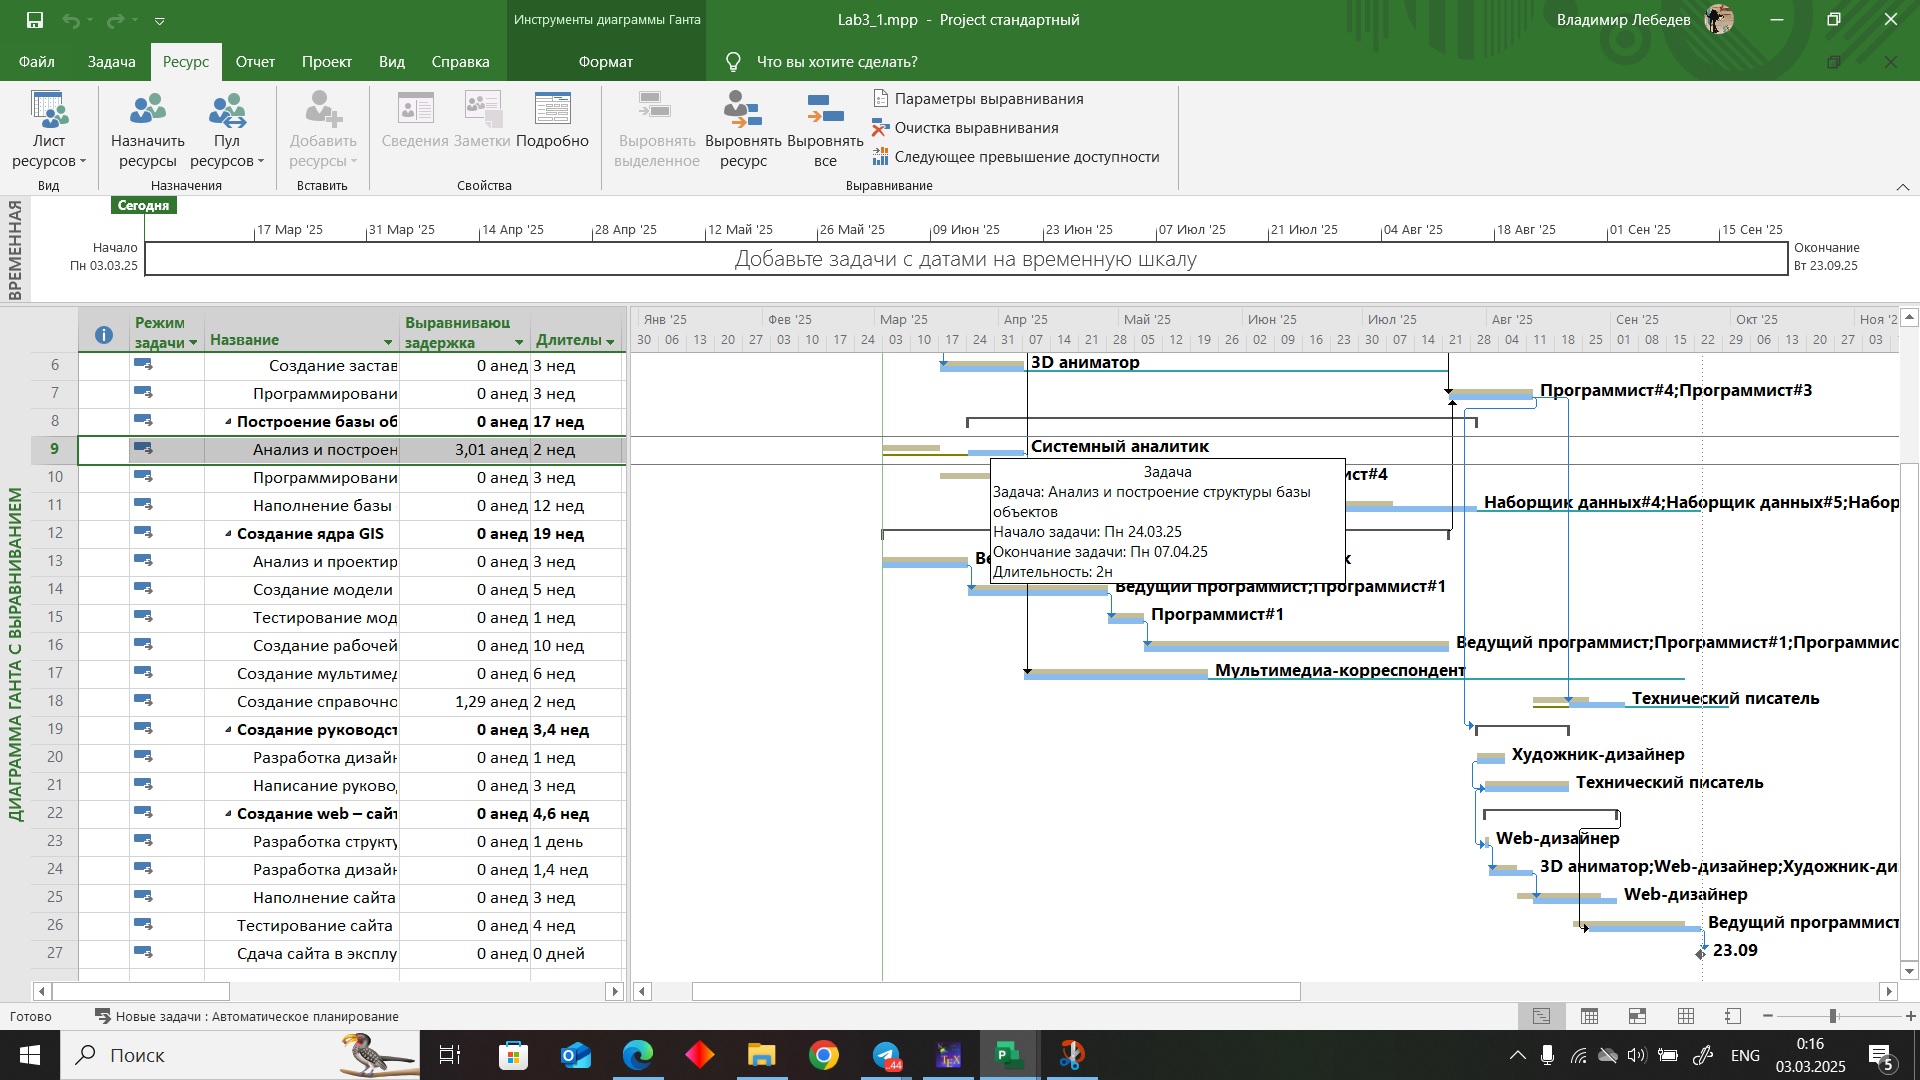 Инструменты диаграммы Ганта
Lab3_1.mpp - Project стандартный
Владимир Лебедев
Файл
Задача
Ресурс
Отчет
Проект
Вид
Справка
Формат
Что вы хотите сделать?
Лист ресурсов
Назначить ресурсы
Пул ресурсов
Добавить ресурсы
Сведения
Заметки
Подробно
Выровнять выделенное
Выровнять ресурс
Выровнять все
Параметры выравнивания
Очистка выравнивания
Следующее превышение доступности
Вид
Назначения
Вставить
Свойства
Выравнивание
ВРЕМЕННАЯ
Сегодня
17 Мар '25
31 Мар '25
14 Апр '25
28 Апр '25
12 Май '25
26 Май '25
09 Июн '25
23 Июн '25
07 Июл '25
21 Июл '25
04 Авг '25
18 Авг '25
01 Сен '25
15 Сен '25
Начало
Пн 03.03.25
Добавьте задачи с датами на временную шкалу
Окончание
Вт 23.09.25
ДИАГРАММА ГАНТА С ВЫРАВНИВАНИЕМ
Режим задачи
Название
Выравнивающ задержка
Длителы
Янв '25 Фев '25 Мар '25 Апр '25 Май '25 Июн '25 Июл '25 Авг '25 Сен '25 Окт '25 Ноя '2
30 06 13 20 27 03 10 17 24 03 10 17 24 31 07 14 21 28 05 12 19 26 02 09 16 23 30 07 14 21 28 04 11 18 25 01 08 15 22 29 06 13 20 27 03
6 Создание застав 0 анед 3 нед
3D аниматор
7 Программировани 0 анед 3 нед
Программист#4;Программист#3
8 Построение базы об 0 анед 17 нед
9 Анализ и построен 3,01 анед 2 нед
Системный аналитик
10 Программировани 0 анед 3 нед
ист#4
11 Наполнение базы 0 анед 12 нед
Наборщик данных#4;Наборщик данных#5;Набор
12 Создание ядра GIS 0 анед 19 нед
13 Анализ и проектир 0 анед 3 нед
14 Создание модели 0 анед 5 нед
Ведущий программист;Программист#1
15 Тестирование мод 0 анед 1 нед
Программист#1
16 Создание рабочей 0 анед 10 нед
Ведущий программист;Программист#1;Программис
17 Создание мультимед 0 анед 6 нед
Мультимедиа-корреспондент
18 Создание справочно 1,29 анед 2 нед
Технический писатель
19 Создание руководст 0 анед 3,4 нед
20 Разработка дизайн 0 анед 1 нед
Художник-дизайнер
21 Написание руково 0 анед 3 нед
Технический писатель
22 Создание web – сайт 0 анед 4,6 нед
23 Разработка структу 0 анед 1 день
Web-дизайнер
24 Разработка дизайн 0 анед 1,4 нед
3D аниматор;Web-дизайнер;Художник-ди
25 Наполнение сайта 0 анед 3 нед
Web-дизайнер
26 Тестирование сайта 0 анед 4 нед
Ведущий программист
27 Сдача сайта в эксплу 0 анед 0 дней
23.09
Задача
Задача: Анализ и построение структуры базы
объектов
Начало задачи: Пн 24.03.25
Окончание задачи: Пн 07.04.25
Длительность: 2н
Готово
Новые задачи : Автоматическое планирование
Поиск
44
ENG
0:16
03.03.2025
5